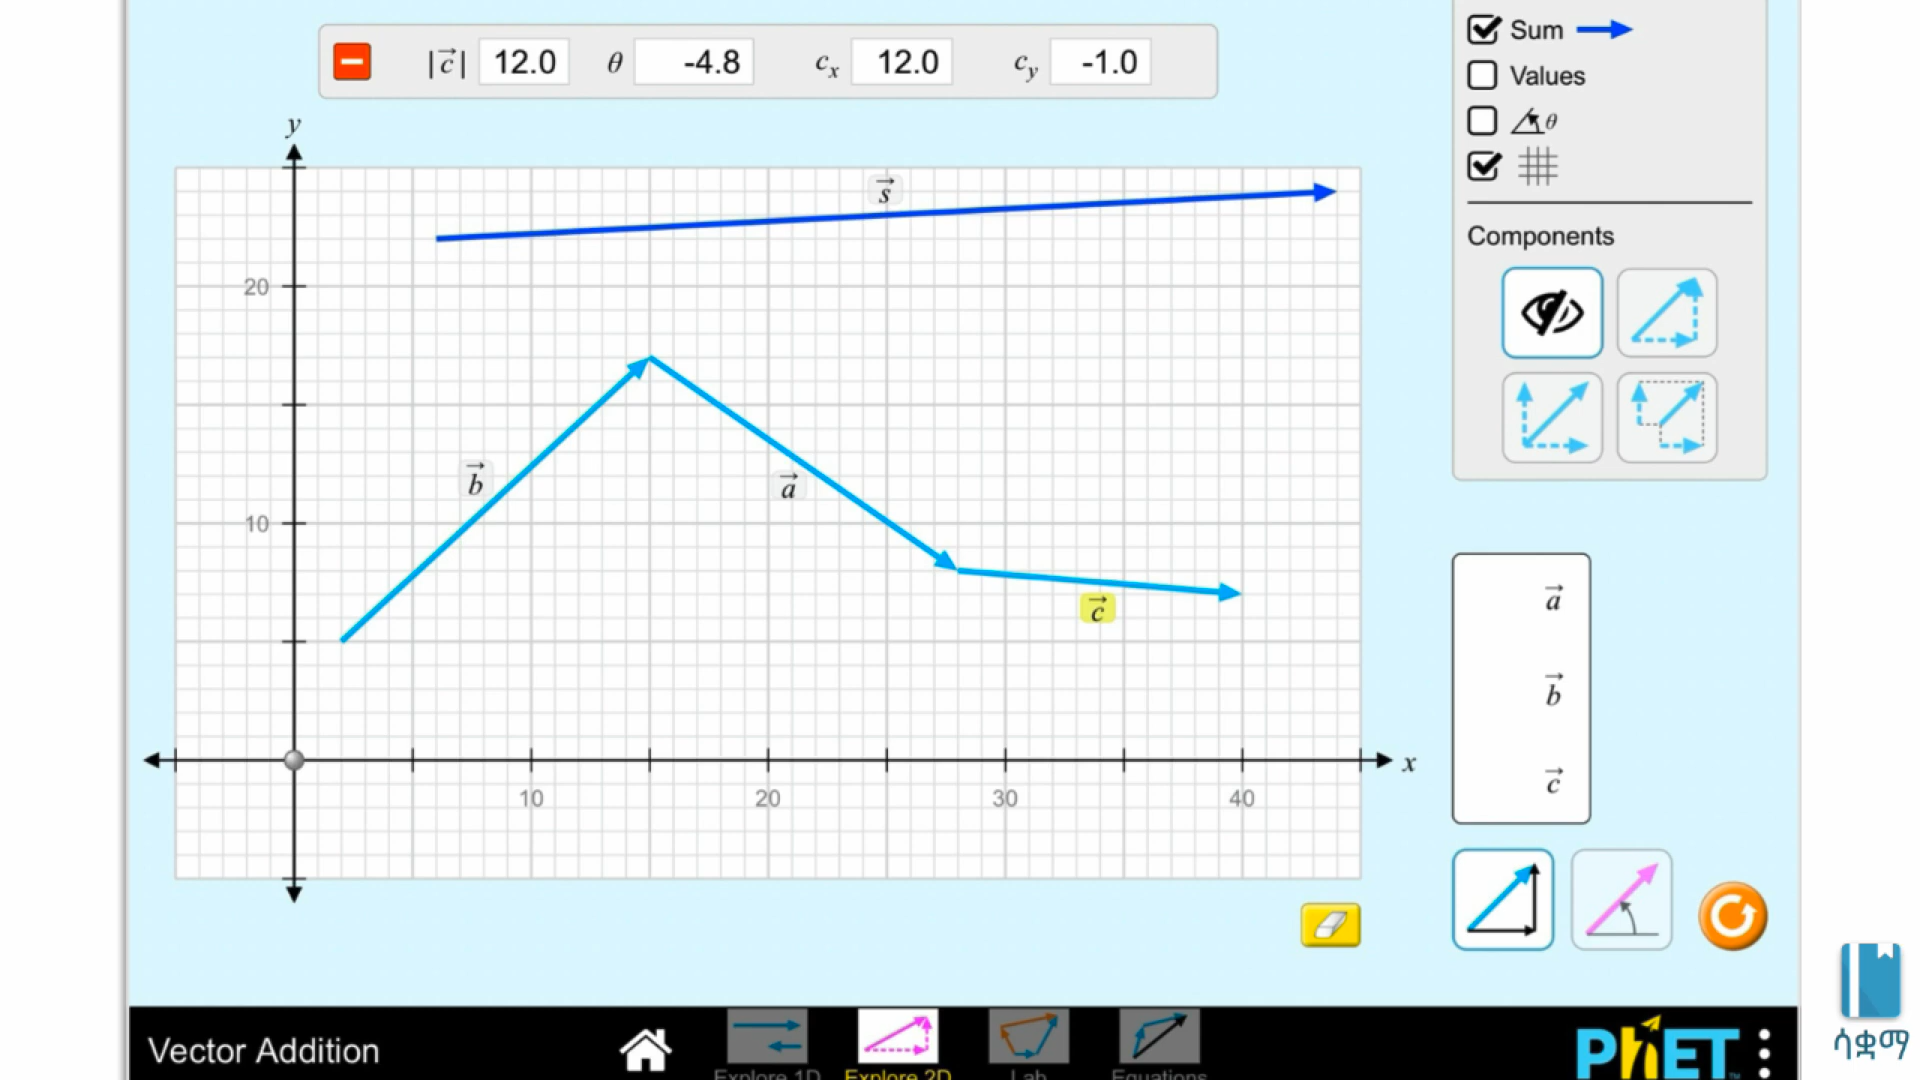 Sum
|c⃗| 12.0 θ -4.8 cx 12.0 cy -1.0
Values
θ
y
s⃗
Components
20
b⃗
a⃗
10
c⃗
a⃗
b⃗
x
c⃗
10 20 30 40
Vector Addition
Explore 1D Explore 2D Lab Equations
PhET
ሳቋማ